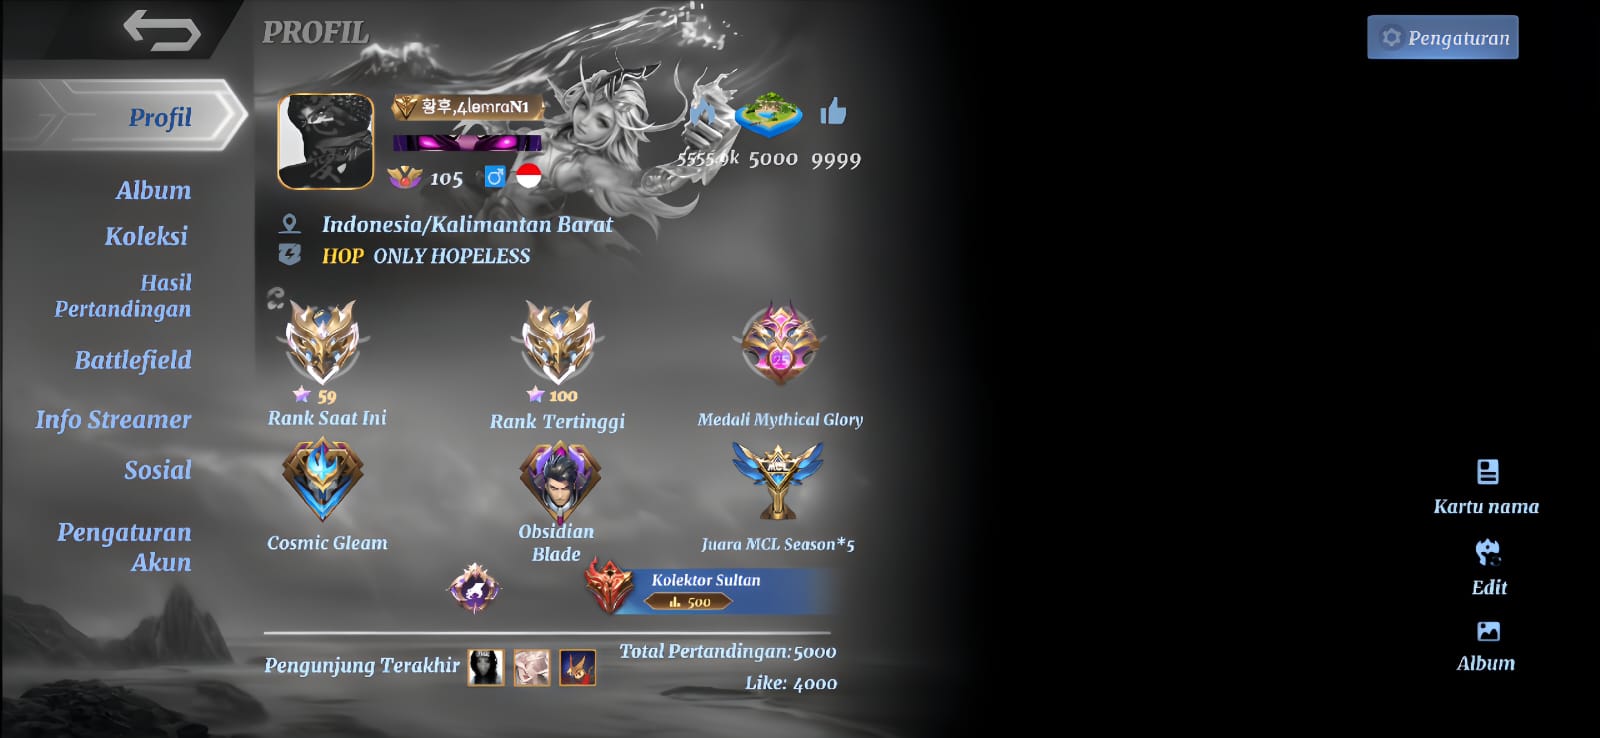 PROFIL
Pengaturan
Profil
Album
Koleksi
Hasil
Pertandingan
Battlefield
Info Streamer
Sosial
Pengaturan
Akun
황후,4lemraN1
105
5555.9k 5000 9999
Indonesia/Kalimantan Barat
HOP ONLY HOPELESS
59
Rank Saat Ini
100
Rank Tertinggi
25
Medali Mythical Glory
Cosmic Gleam
Obsidian
Blade
MCL
Juara MCL Season*5
Kolektor Sultan
500
Pengunjung Terakhir
Total Pertandingan:5000
Like: 4000
Kartu nama
Edit
Album